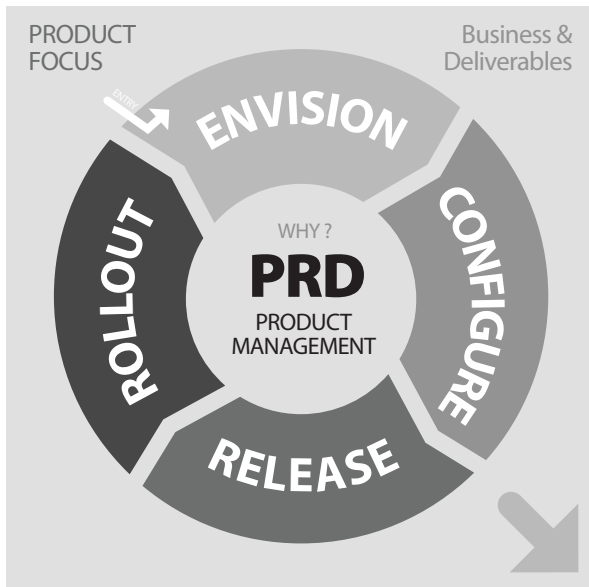 PRODUCT
FOCUS
Business &
Deliverables
ENTRY
ENVISION
CONFIGURE
RELEASE
ROLLOUT
WHY ?
PRD
PRODUCT
MANAGEMENT